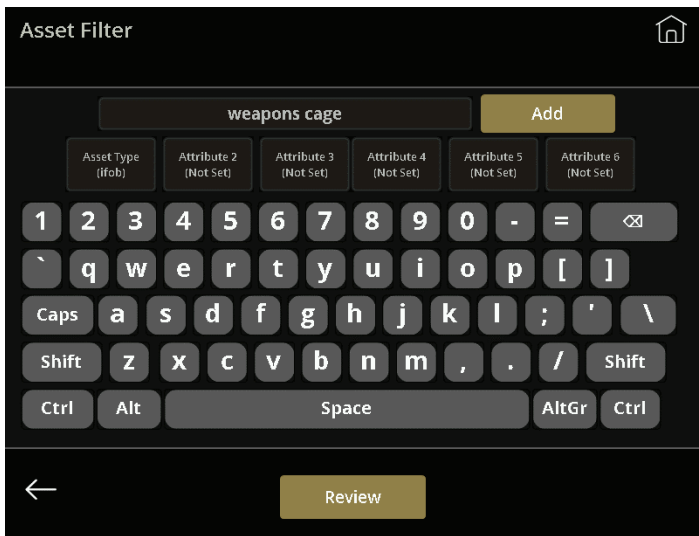 Asset Filter
weapons cage
Add
Asset Type
(ifob)
Attribute 2
(Not Set)
Attribute 3
(Not Set)
Attribute 4
(Not Set)
Attribute 5
(Not Set)
Attribute 6
(Not Set)
1 2 3 4 5 6 7 8 9 0 - =
` q w e r t y u i o p [ ]
Caps a s d f g h j k l ; ' \
Shift z x c v b n m , . / Shift
Ctrl Alt Space AltGr Ctrl
Review